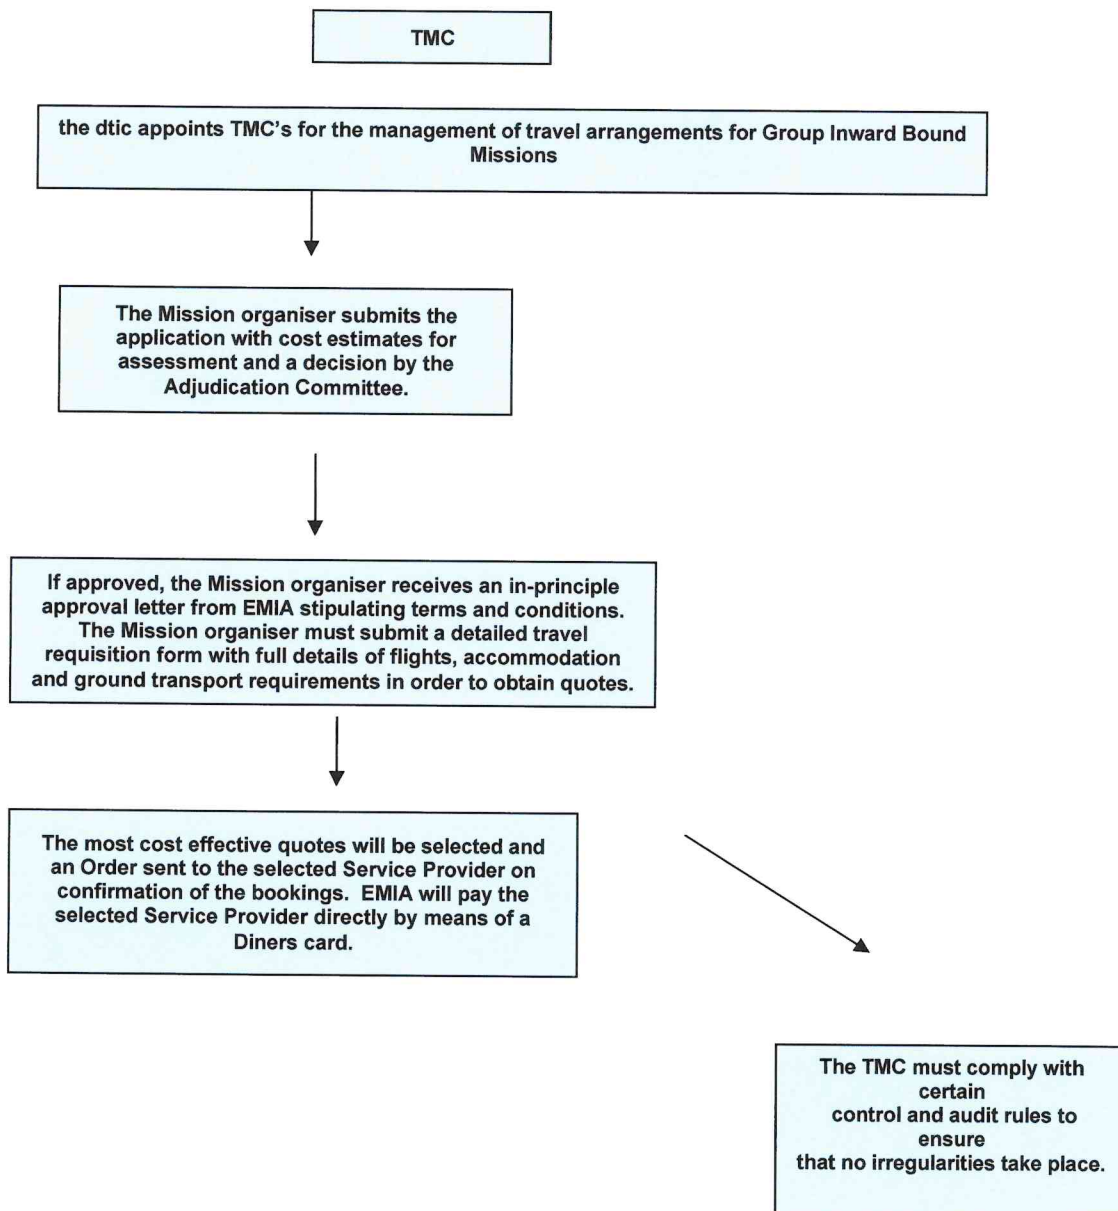 TMC
the dtic appoints TMC's for the management of travel arrangements for Group Inward Bound
Missions
The Mission organiser submits the
application with cost estimates for
assessment and a decision by the
Adjudication Committee.
If approved, the Mission organiser receives an in-principle
approval letter from EMIA stipulating terms and conditions.
The Mission organiser must submit a detailed travel
requisition form with full details of flights, accommodation
and ground transport requirements in order to obtain quotes.
The most cost effective quotes will be selected and
an Order sent to the selected Service Provider on
confirmation of the bookings. EMIA will pay the
selected Service Provider directly by means of a
Diners card.
The TMC must comply with
certain
control and audit rules to
ensure
that no irregularities take place.